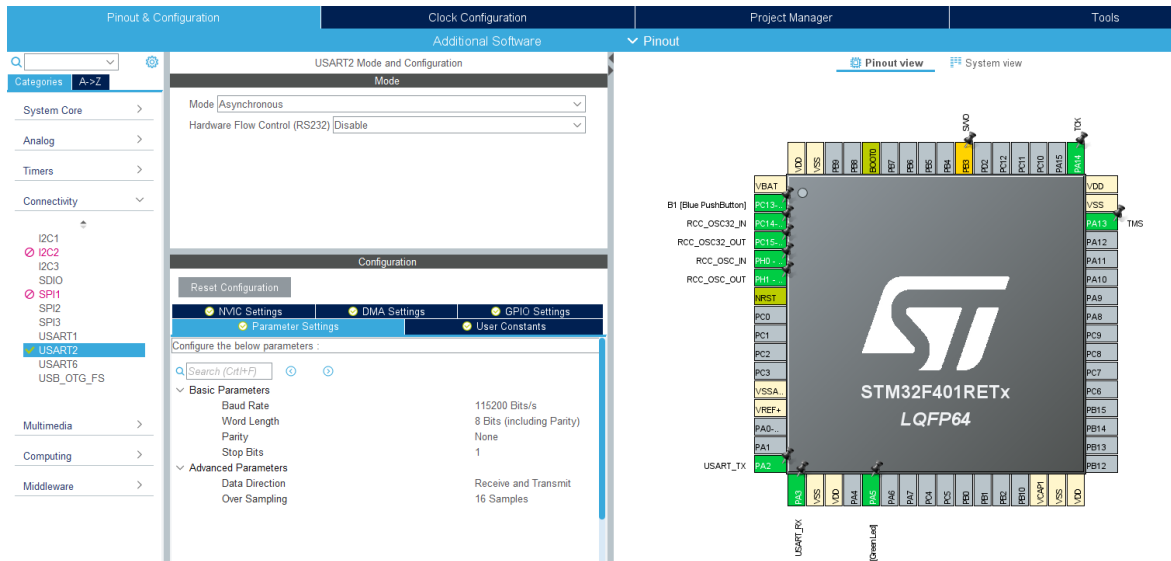 Pinout & Configuration
Clock Configuration
Project Manager
Tools
Additional Software
Pinout
Categories
A->Z
System Core
Analog
Timers
Connectivity
I2C1
I2C2
I2C3
SDIO
SPI1
SPI2
SPI3
USART1
USART2
USART6
USB_OTG_FS
Multimedia
Computing
Middleware
USART2 Mode and Configuration
Mode
Mode Asynchronous
Hardware Flow Control (RS232) Disable
Configuration
Reset Configuration
NVIC Settings
DMA Settings
GPIO Settings
Parameter Settings
User Constants
Configure the below parameters :
Search (Crtl+F)
Basic Parameters
Baud Rate 115200 Bits/s
Word Length 8 Bits (including Parity)
Parity None
Stop Bits 1
Advanced Parameters
Data Direction Receive and Transmit
Over Sampling 16 Samples
Pinout view
System view
SWO
TCK
VDD
VSS
PB9
PB8
BOOT0
PB7
PB6
PB5
PB4
PB3
PD2
PC12
PC11
PC10
PA15
PA14
VBAT
B1 [Blue PushButton] PC13-..
RCC_OSC32_IN PC14-..
RCC_OSC32_OUT PC15-..
RCC_OSC_IN PH0 - ..
RCC_OSC_OUT PH1 - ..
NRST
PC0
PC1
PC2
PC3
VSSA..
VREF+
PA0-..
PA1
USART_TX PA2
VDD
VSS
PA13 TMS
PA12
PA11
PA10
PA9
PA8
PC9
PC8
PC7
PC6
PB15
PB14
PB13
PB12
ST
STM32F401RETx
LQFP64
PA3
VSS
VDD
PA4
PA5
PA6
PA7
PC4
PC5
PB0
PB1
PB2
PB10
VCAP1
VSS
VDD
USART_RX
[Green Led]